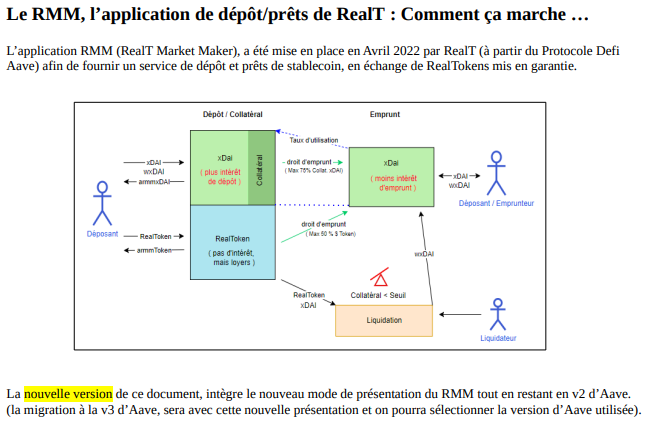 Le RMM, l’application de dépôt/prêts de RealT : Comment ça marche …
L’application RMM (RealT Market Maker), a été mise en place en Avril 2022 par RealT (à partir du Protocole Defi
Aave) afin de fournir un service de dépôt et prêts de stablecoin, en échange de RealTokens mis en garantie.
Dépôt / Collatéral
Emprunt
Taux d'utilisation
xDai
( plus intérêt
de dépôt )
Collatéral
xDAI
wxDAI
armmxDAI
droit d'emprunt
( Max 75% Collat. xDAI)
xDai
( moins intérêt
d'emprunt )
xDAI
wxDAI
Déposant / Emprunteur
Déposant
RealToken
armmToken
RealToken
( pas d'intérêt,
mais loyers )
droit d'emprunt
( Max 50 % $ Token)
wxDAI
RealToken
xDAI
Collatéral < Seuil
Liquidation
Liquidateur
La nouvelle version de ce document, intègre le nouveau mode de présentation du RMM tout en restant en v2 d’Aave.
(la migration à la v3 d’Aave, sera avec cette nouvelle présentation et on pourra sélectionner la version d’Aave utilisée).